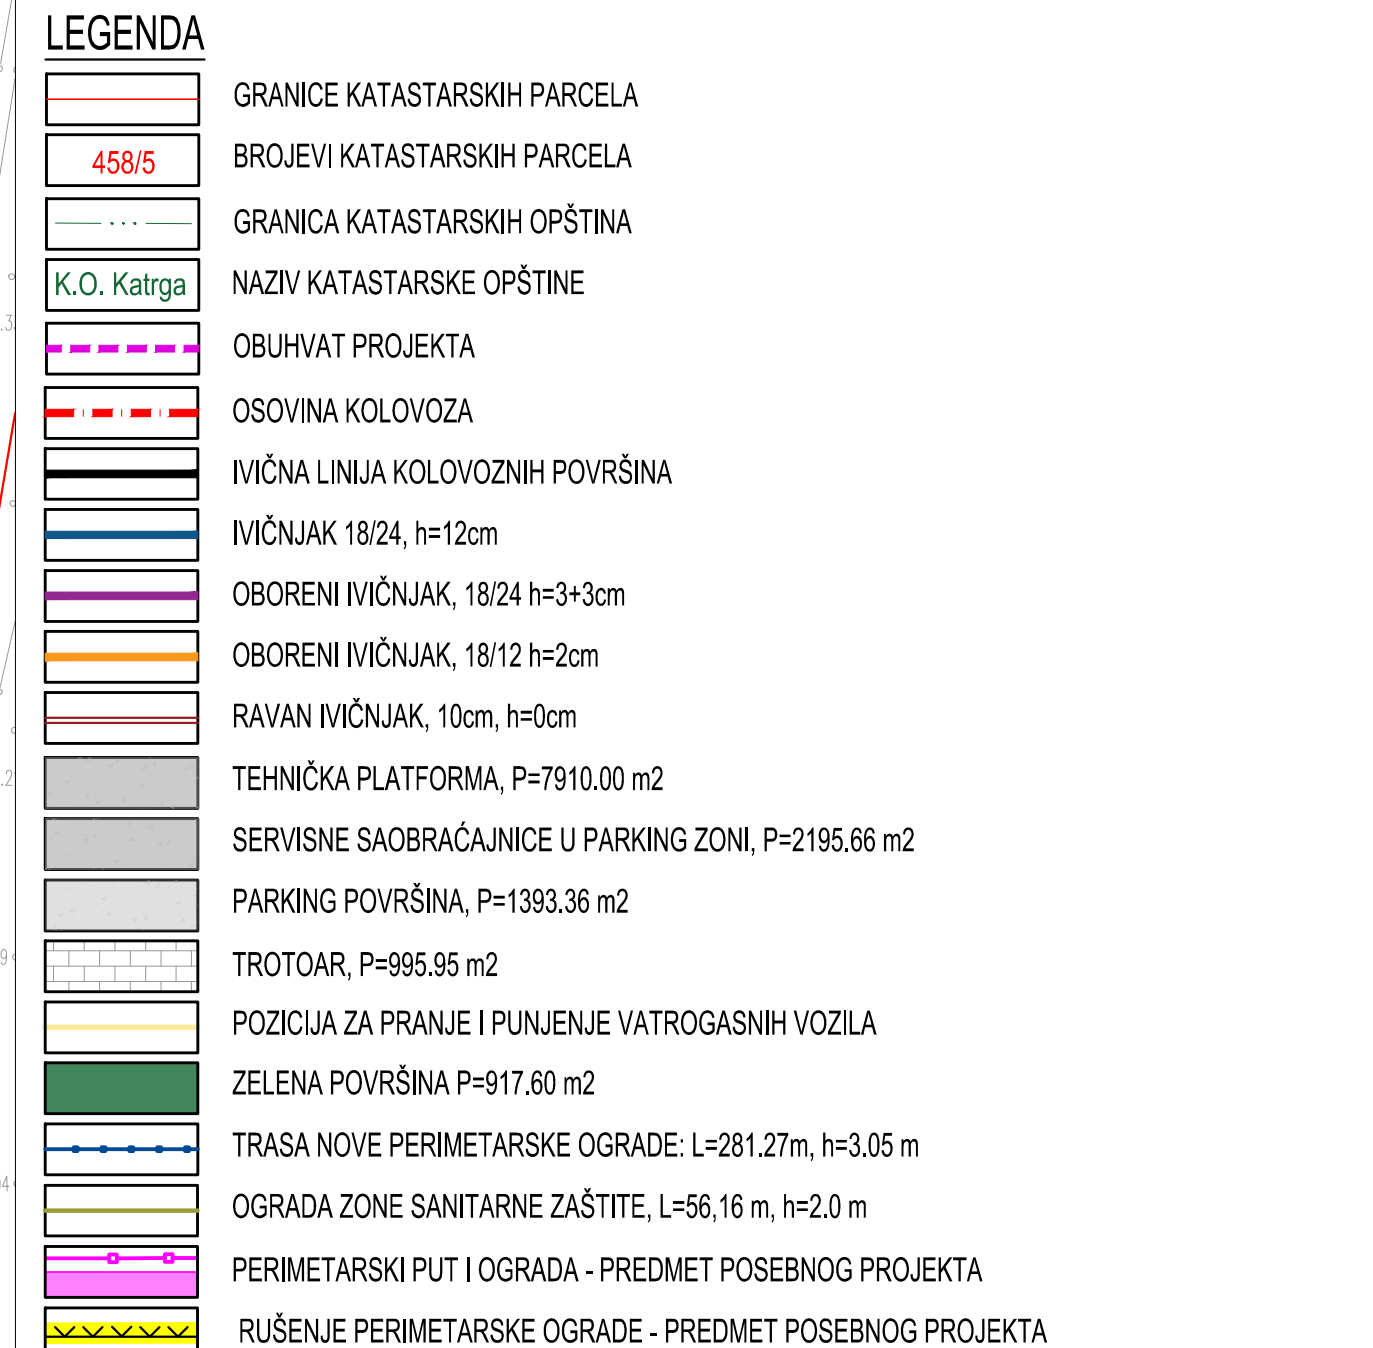 LEGENDA
GRANICE KATASTARSKIH PARCELA
458/5
BROJEVI KATASTARSKIH PARCELA
GRANICA KATASTARSKIH OPŠTINA
K.O. Katrga
NAZIV KATASTARSKE OPŠTINE
OBUHVAT PROJEKTA
OSOVINA KOLOVOZA
IVIČNA LINIJA KOLOVOZNIH POVRŠINA
IVIČNJAK 18/24, h=12cm
OBORENI IVIČNJAK, 18/24 h=3+3cm
OBORENI IVIČNJAK, 18/12 h=2cm
RAVAN IVIČNJAK, 10cm, h=0cm
TEHNIČKA PLATFORMA, P=7910.00 m2
SERVISNE SAOBRAĆAJNICE U PARKING ZONI, P=2195.66 m2
PARKING POVRŠINA, P=1393.36 m2
TROTOAR, P=995.95 m2
POZICIJA ZA PRANJE I PUNJENJE VATROGASNIH VOZILA
ZELENA POVRŠINA P=917.60 m2
TRASA NOVE PERIMETARSKE OGRADE: L=281.27m, h=3.05 m
OGRADA ZONE SANITARNE ZAŠTITE, L=56,16 m, h=2.0 m
PERIMETARSKI PUT I OGRADA - PREDMET POSEBNOG PROJEKTA
RUŠENJE PERIMETARSKE OGRADE - PREDMET POSEBNOG PROJEKTA